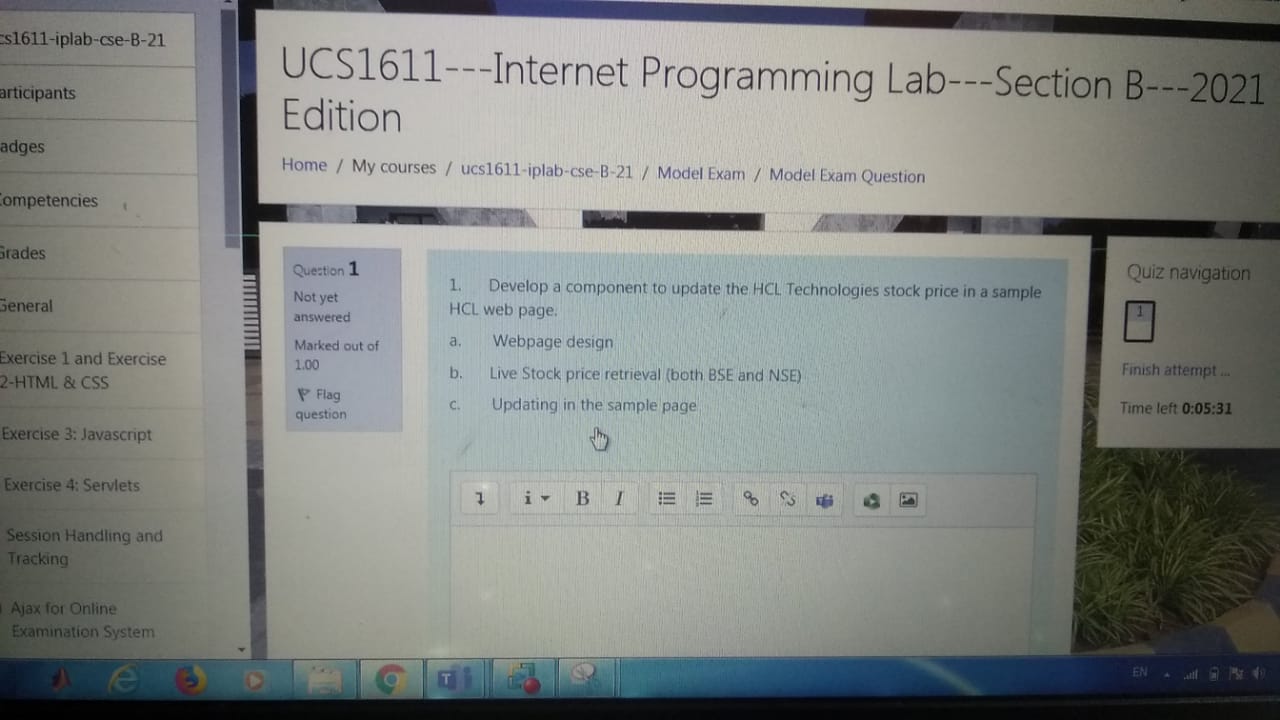 cs1611-iplab-cse-B-21
articipants
adges
ompetencies
Grades
General
Exercise 1 and Exercise
2-HTML & CSS
Exercise 3: Javascript
Exercise 4: Servlets
Session Handling and
Tracking
Ajax for Online
Examination System
UCS1611---Internet Programming Lab---Section B---2021
Edition
Home / My courses / ucs1611-iplab-cse-B-21 / Model Exam / Model Exam Question
Question 1
Not yet
answered
Marked out of
1.00
Flag
question
1. Develop a component to update the HCL Technologies stock price in a sample
HCL web page.
a. Webpage design
b. Live Stock price retrieval (both BSE and NSE)
c. Updating in the sample page
i B I
Quiz navigation
1
Finish attempt ...
Time left 0:05:31
EN